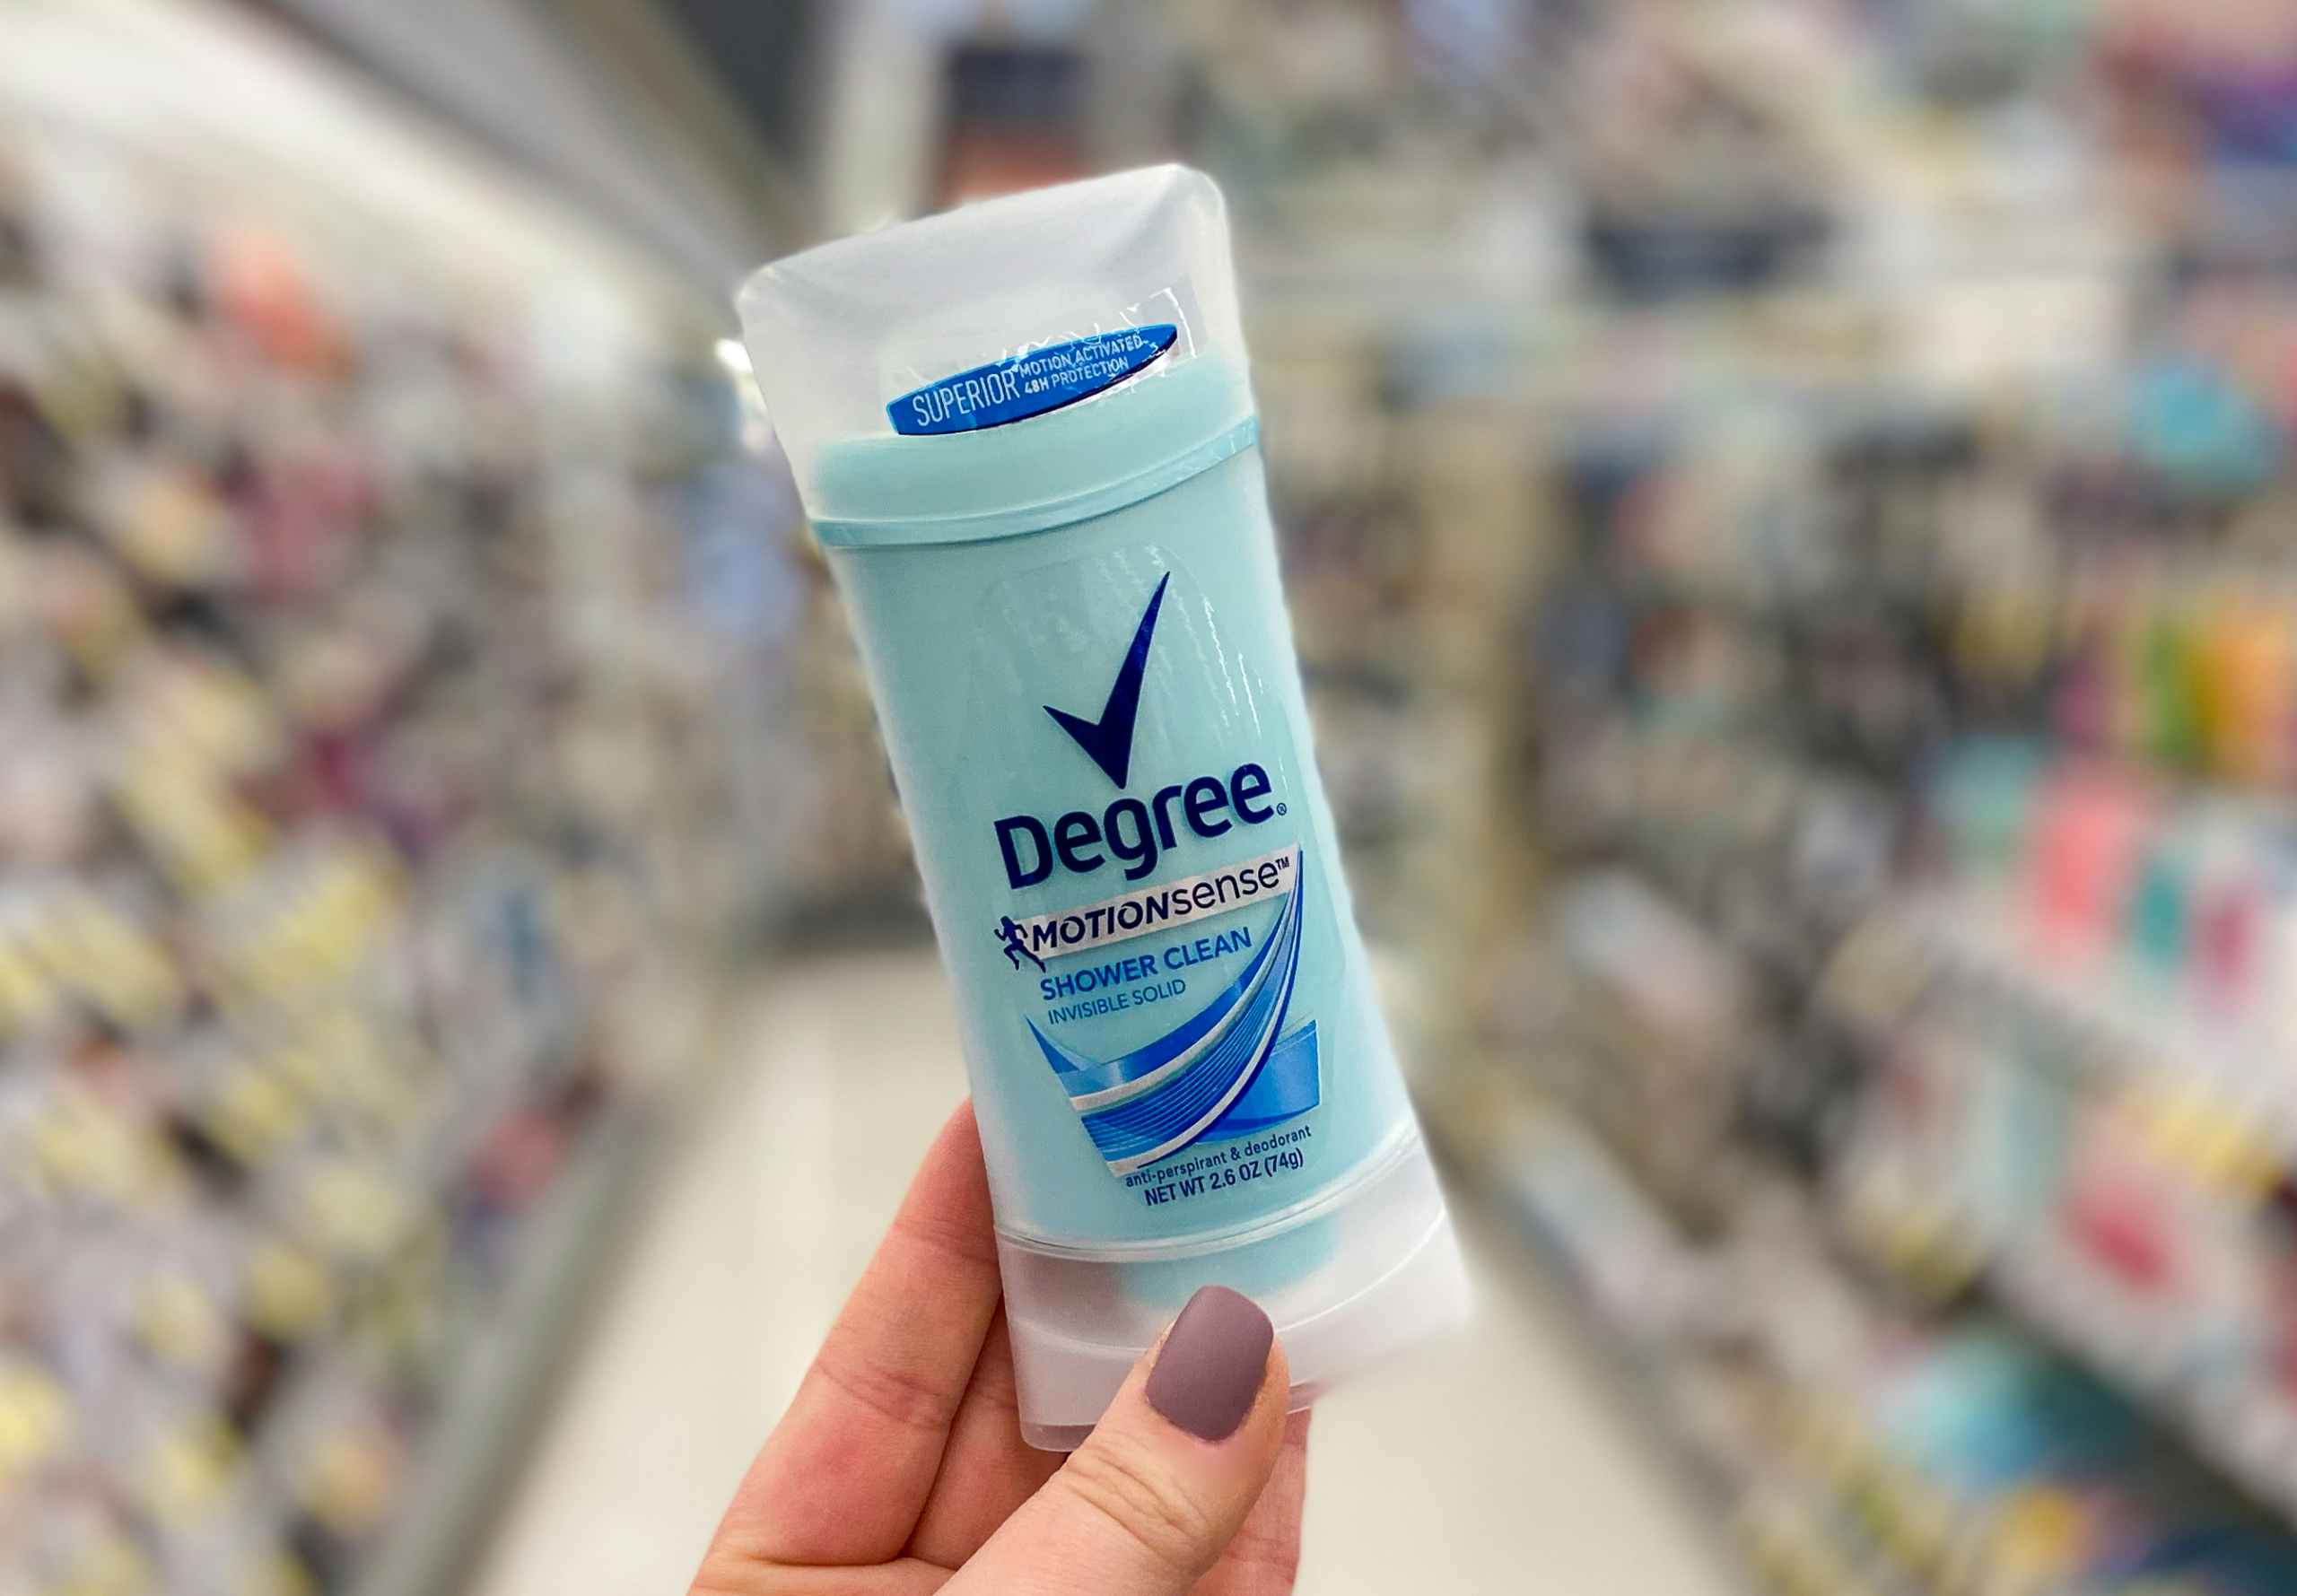 SUPERIOR MOTION ACTIVATED
48H PROTECTION
Degree®
MOTIONsense™
SHOWER CLEAN
INVISIBLE SOLID
anti-perspirant & deodorant
NET WT 2.6 OZ (74g)